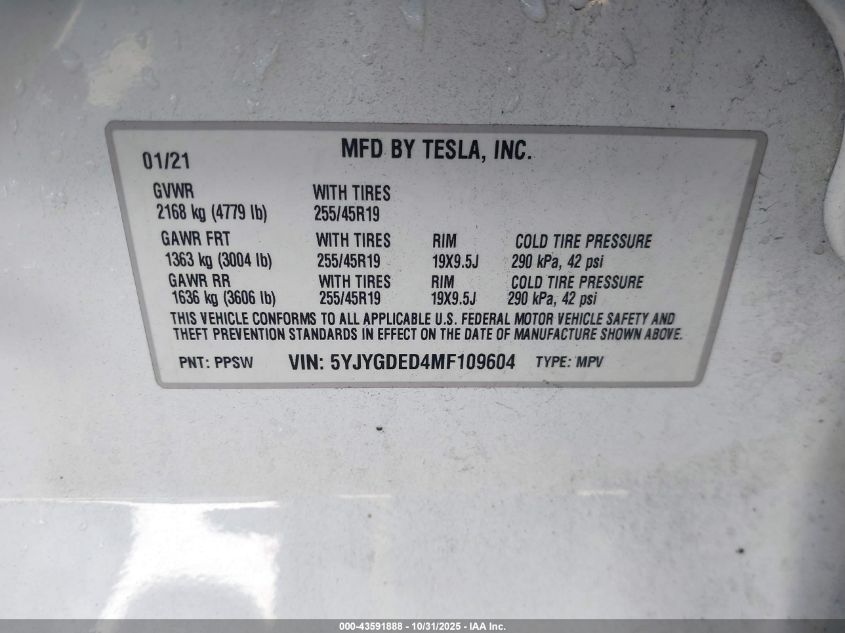 01/21
MFD BY TESLA, INC.
GVWR WITH TIRES
2168 kg (4779 lb) 255/45R19
GAWR FRT WITH TIRES RIM COLD TIRE PRESSURE
1363 kg (3004 lb) 255/45R19 19X9.5J 290 kPa, 42 psi
GAWR RR WITH TIRES RIM COLD TIRE PRESSURE
1636 kg (3606 lb) 255/45R19 19X9.5J 290 kPa, 42 psi
THIS VEHICLE CONFORMS TO ALL APPLICABLE U.S. FEDERAL MOTOR VEHICLE SAFETY AND
THEFT PREVENTION STANDARDS IN EFFECT ON THE DATE OF MANUFACTURE SHOWN ABOVE.
PNT: PPSW VIN: 5YJYGDED4MF109604 TYPE: MPV
000-43591888 - 10/31/2025 - IAA Inc.